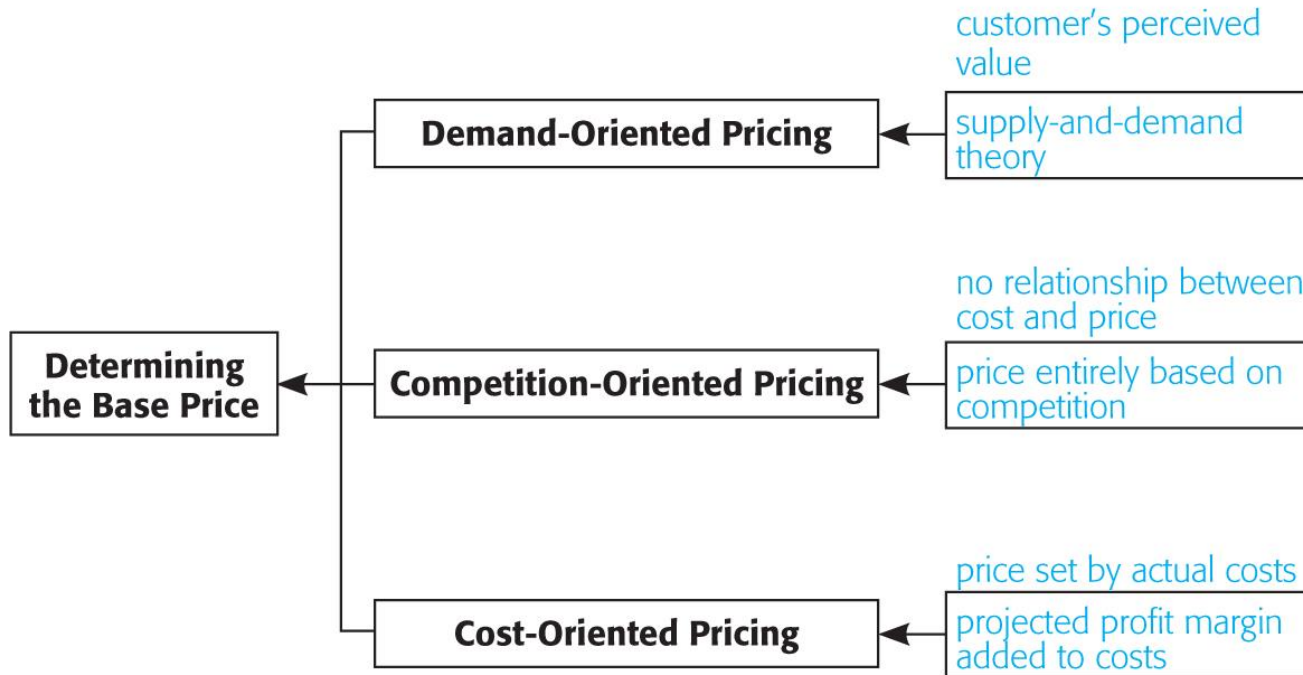 customer's perceived
value
Demand-Oriented Pricing
supply-and-demand
theory
no relationship between
cost and price
Determining
the Base Price
Competition-Oriented Pricing
price entirely based on
competition
price set by actual costs
Cost-Oriented Pricing
projected profit margin
added to costs